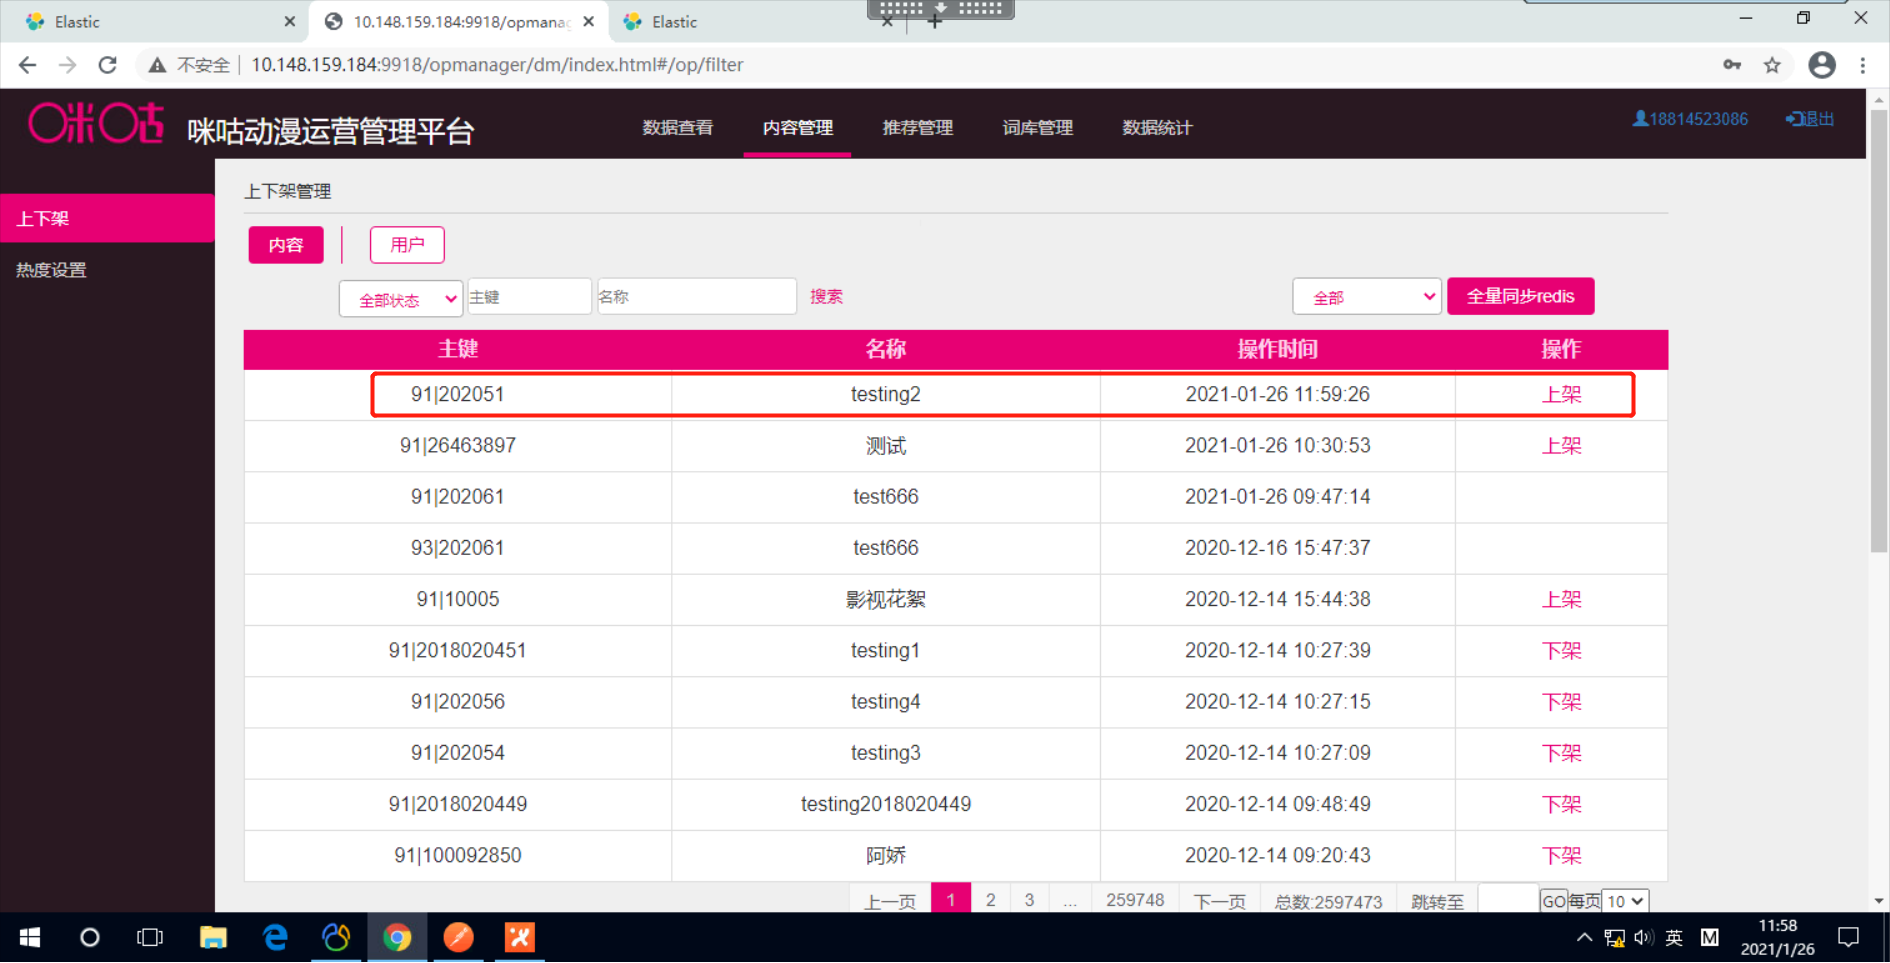 Elastic
10.148.159.184:9918/opmanag
Elastic
不安全
10.148.159.184:9918/opmanager/dm/index.html#/op/filter
咪咕
咪咕动漫运营管理平台
数据查看
内容管理
推荐管理
词库管理
数据统计
18814523086
退出
上下架
热度设置
上下架管理
内容
用户
全部状态
主键
名称
搜索
全部
全量同步redis
主键 名称 操作时间 操作
91|202051 testing2 2021-01-26 11:59:26 上架
91|26463897 测试 2021-01-26 10:30:53 上架
91|202061 test666 2021-01-26 09:47:14
93|202061 test666 2020-12-16 15:47:37
91|10005 影视花絮 2020-12-14 15:44:38 上架
91|2018020451 testing1 2020-12-14 10:27:39 下架
91|202056 testing4 2020-12-14 10:27:15 下架
91|202054 testing3 2020-12-14 10:27:09 下架
91|2018020449 testing2018020449 2020-12-14 09:48:49 下架
91|100092850 阿娇 2020-12-14 09:20:43 下架
上一页 1 2 3 ... 259748 下一页 总数:2597473 跳转至 GO 每页 10
英
M
11:58
2021/1/26